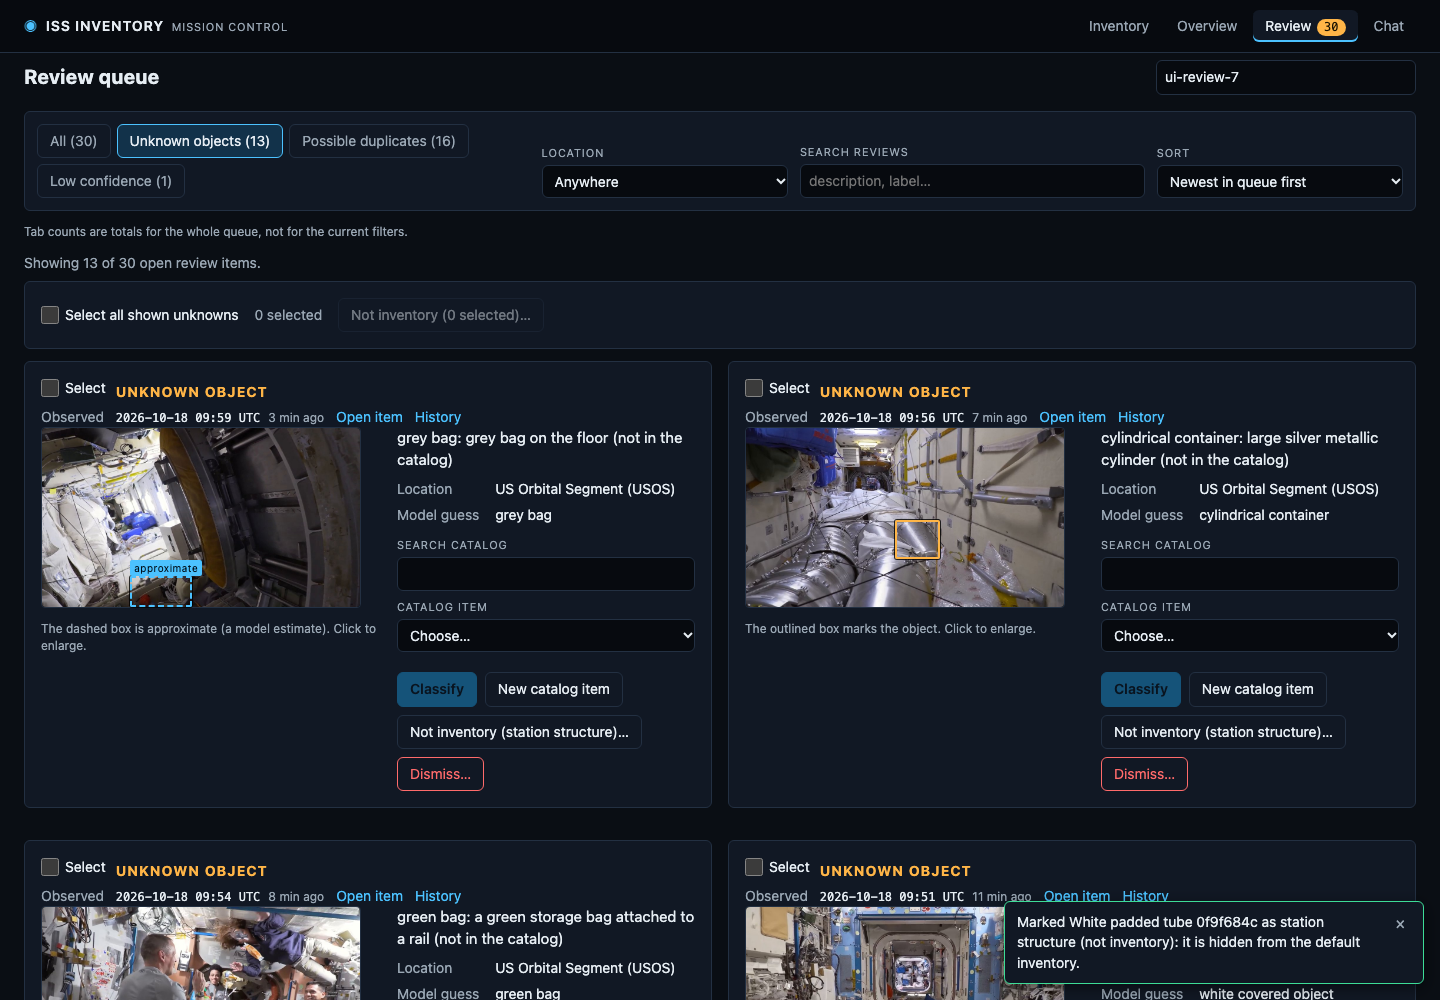 ISS INVENTORY MISSION CONTROL
Inventory Overview Review 30 Chat
Review queue
ui-review-7
All (30) Unknown objects (13) Possible duplicates (16)
Low confidence (1)
LOCATION
Anywhere
SEARCH REVIEWS
description, label...
SORT
Newest in queue first
Tab counts are totals for the whole queue, not for the current filters.
Showing 13 of 30 open review items.
Select all shown unknowns 0 selected Not inventory (0 selected)...
Select UNKNOWN OBJECT
Observed 2026-10-18 09:59 UTC 3 min ago Open item History
approximate
The dashed box is approximate (a model estimate). Click to
enlarge.
grey bag: grey bag on the floor (not in the
catalog)
Location US Orbital Segment (USOS)
Model guess grey bag
SEARCH CATALOG
CATALOG ITEM
Choose...
Classify New catalog item
Not inventory (station structure)...
Dismiss...
Select UNKNOWN OBJECT
Observed 2026-10-18 09:56 UTC 7 min ago Open item History
The outlined box marks the object. Click to enlarge.
cylindrical container: large silver metallic
cylinder (not in the catalog)
Location US Orbital Segment (USOS)
Model guess cylindrical container
SEARCH CATALOG
CATALOG ITEM
Choose...
Classify New catalog item
Not inventory (station structure)...
Dismiss...
Select UNKNOWN OBJECT
Observed 2026-10-18 09:54 UTC 8 min ago Open item History
green bag: a green storage bag attached to
a rail (not in the catalog)
Location US Orbital Segment (USOS)
Model guess green bag
Select UNKNOWN OBJECT
Observed 2026-10-18 09:51 UTC 11 min ago Open item History
Model guess white covered object
Marked White padded tube 0f9f684c as station
structure (not inventory): it is hidden from the default
inventory.
×